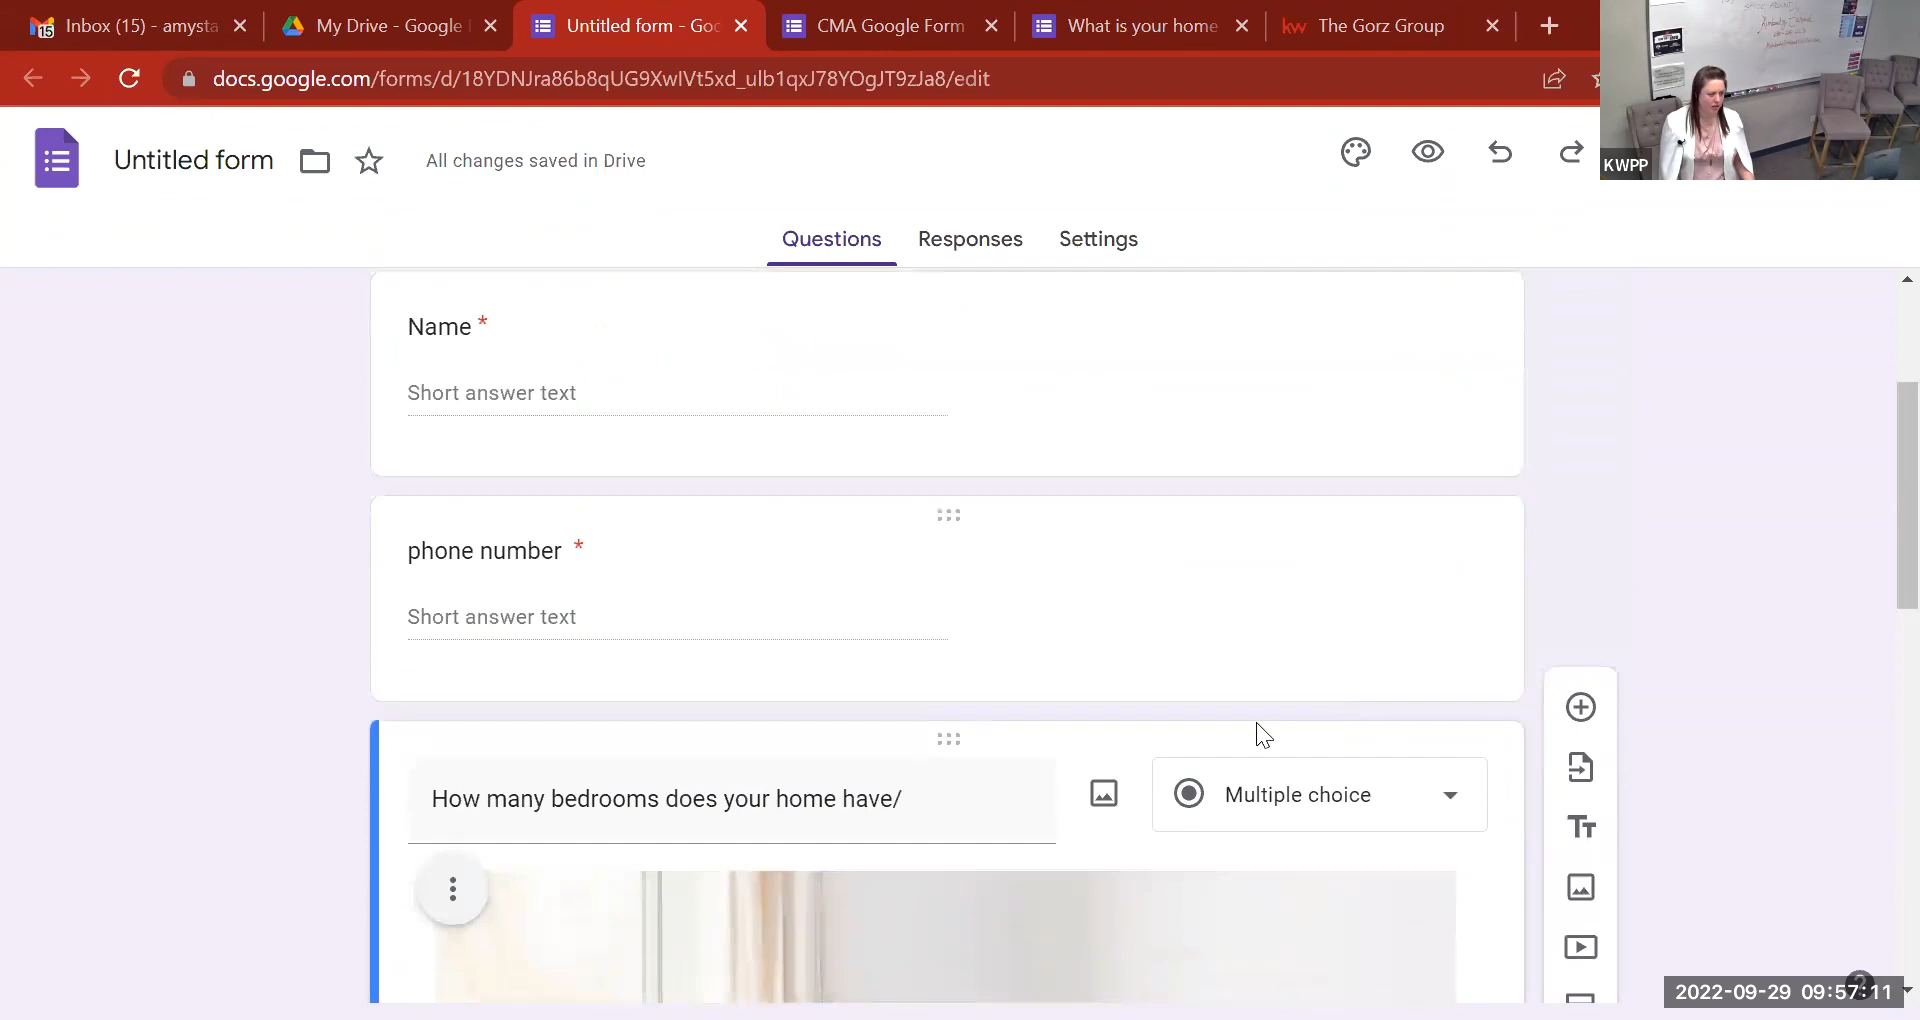 Inbox (15) - amysta
My Drive - Google
Untitled form - Goo
CMA Google Form
What is your home
kw The Gorz Group
docs.google.com/forms/d/18YDNJra86b8qUG9XwIVt5xd_ulb1qxJ78YOgJT9zJa8/edit
KWPP
Untitled form
All changes saved in Drive
Questions
Responses
Settings
Name *
Short answer text
phone number *
Short answer text
How many bedrooms does your home have/
Multiple choice
2022-09-29 09:57:11